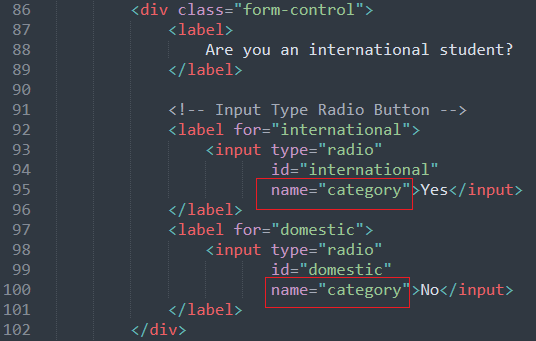 86 <div class="form-control">
87 <label>
88 Are you an international student?
89 </label>
90
91 <!-- Input Type Radio Button -->
92 <label for="international">
93 <input type="radio"
94 id="international"
95 name="category">Yes</input>
96 </label>
97 <label for="domestic">
98 <input type="radio"
99 id="domestic"
100 name="category">No</input>
101 </label>
102 </div>